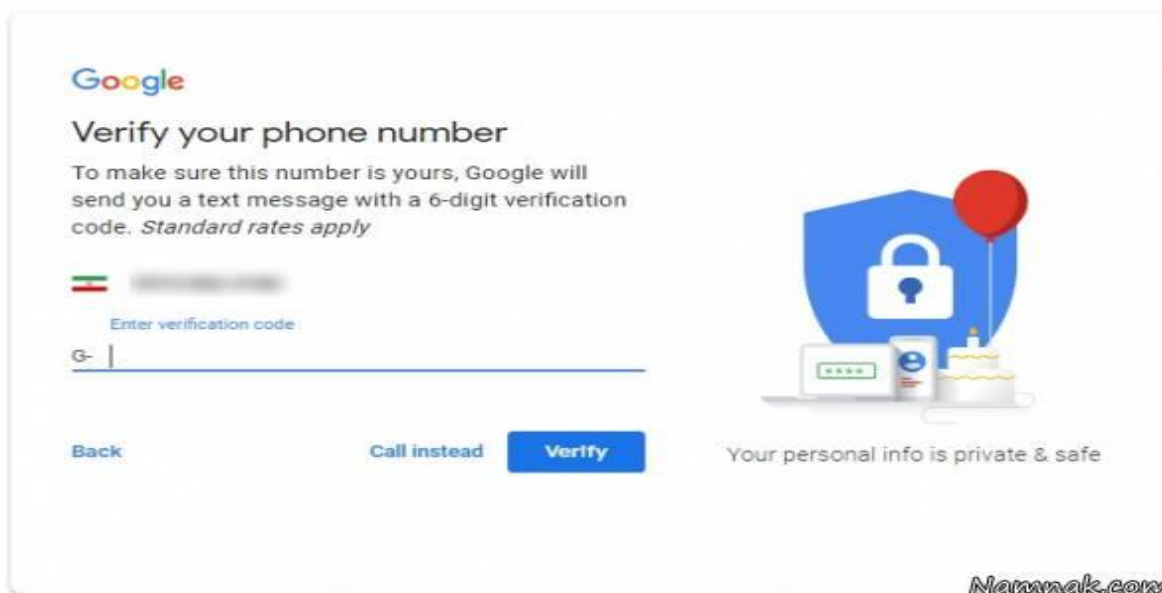 Google
Verify your phone number
To make sure this number is yours, Google will
send you a text message with a 6-digit verification
code. Standard rates apply
Enter verification code
G-
****
Back
Call instead
Verify
Your personal info is private & safe
Namnak.com